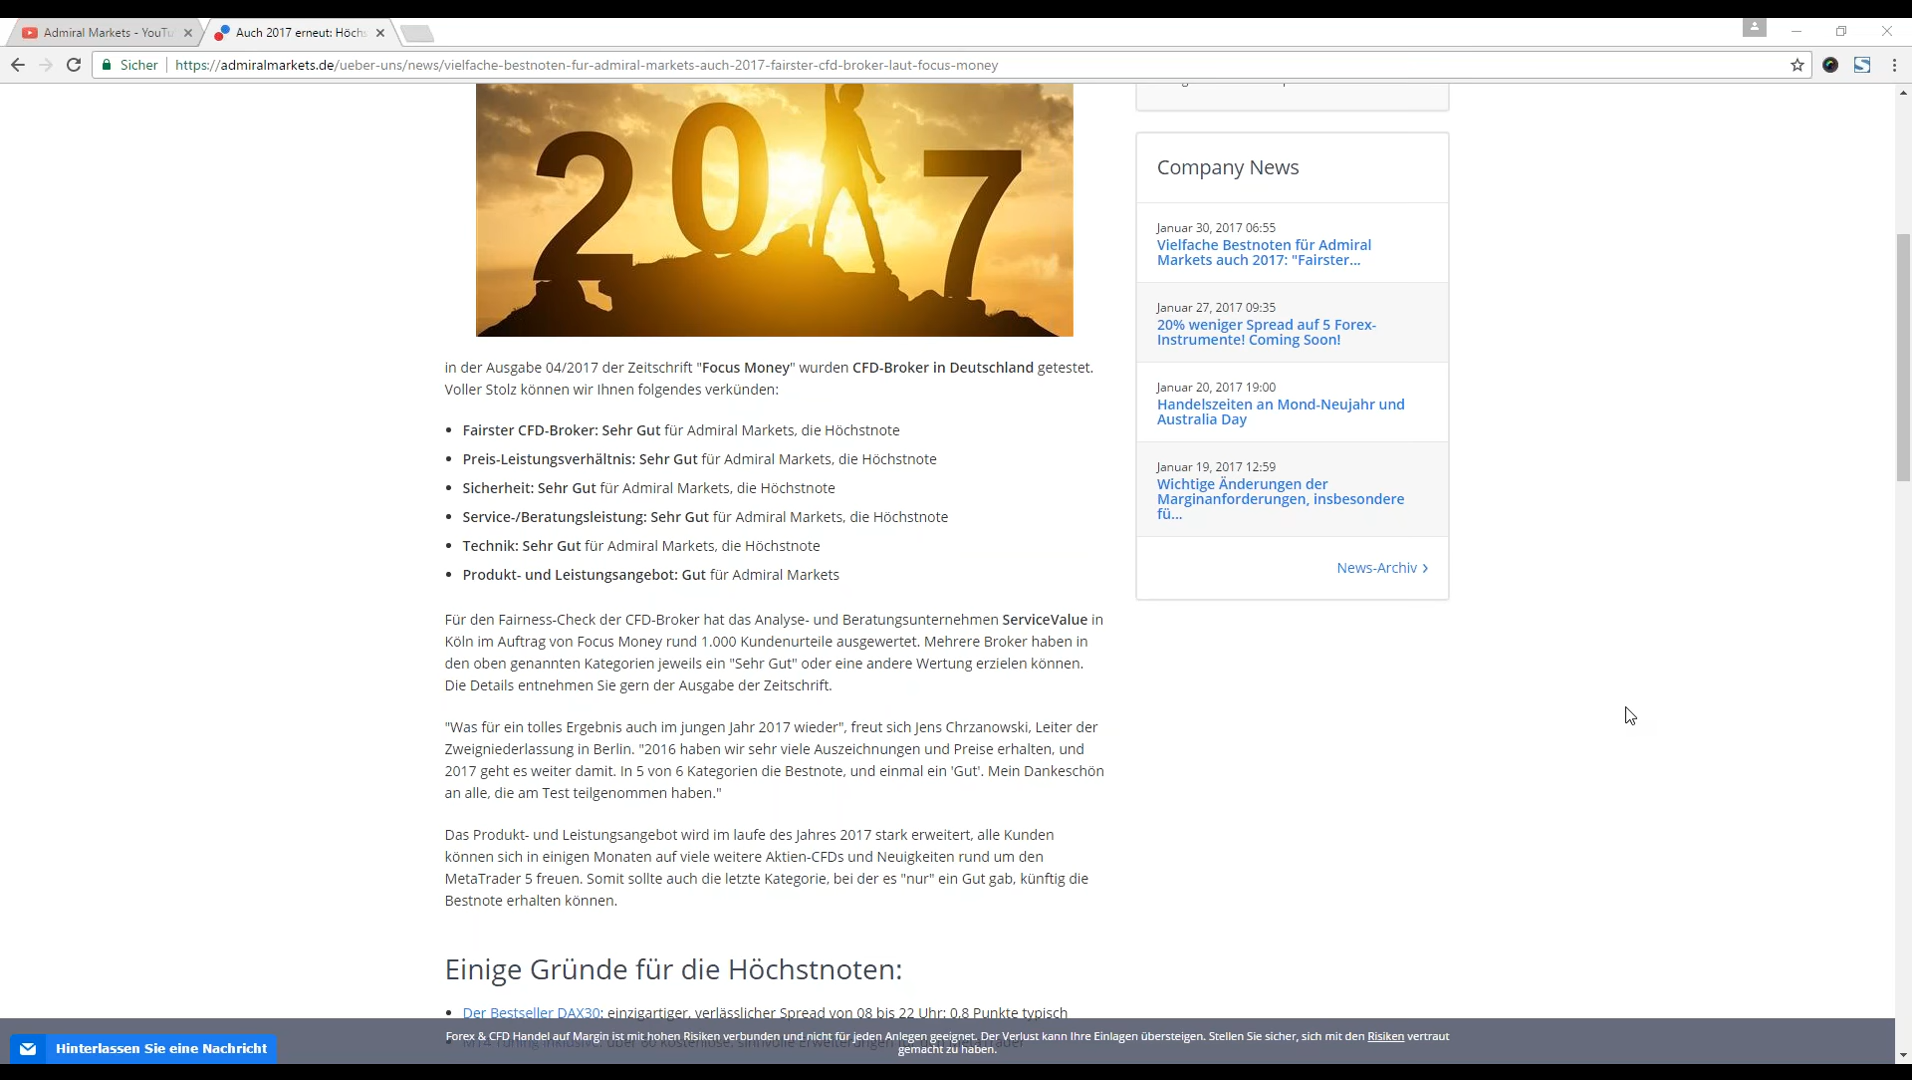 Admiral Markets - YouTu
Auch 2017 erneut: Höchs
Sicher
https://admiralmarkets.de/ueber-uns/news/vielfache-bestnoten-fur-admiral-markets-auch-2017-fairster-cfd-broker-laut-focus-money
2017
in der Ausgabe 04/2017 der Zeitschrift "Focus Money" wurden CFD-Broker in Deutschland getestet.
Voller Stolz können wir Ihnen folgendes verkünden:
• Fairster CFD-Broker: Sehr Gut für Admiral Markets, die Höchstnote
• Preis-Leistungsverhältnis: Sehr Gut für Admiral Markets, die Höchstnote
• Sicherheit: Sehr Gut für Admiral Markets, die Höchstnote
• Service-/Beratungsleistung: Sehr Gut für Admiral Markets, die Höchstnote
• Technik: Sehr Gut für Admiral Markets, die Höchstnote
• Produkt- und Leistungsangebot: Gut für Admiral Markets
Für den Fairness-Check der CFD-Broker hat das Analyse- und Beratungsunternehmen ServiceValue in
Köln im Auftrag von Focus Money rund 1.000 Kundenurteile ausgewertet. Mehrere Broker haben in
den oben genannten Kategorien jeweils ein "Sehr Gut" oder eine andere Wertung erzielen können.
Die Details entnehmen Sie gern der Ausgabe der Zeitschrift.
"Was für ein tolles Ergebnis auch im jungen Jahr 2017 wieder", freut sich Jens Chrzanowski, Leiter der
Zweigniederlassung in Berlin. "2016 haben wir sehr viele Auszeichnungen und Preise erhalten, und
2017 geht es weiter damit. In 5 von 6 Kategorien die Bestnote, und einmal ein 'Gut'. Mein Dankeschön
an alle, die am Test teilgenommen haben."
Das Produkt- und Leistungsangebot wird im laufe des Jahres 2017 stark erweitert, alle Kunden
können sich in einigen Monaten auf viele weitere Aktien-CFDs und Neuigkeiten rund um den
MetaTrader 5 freuen. Somit sollte auch die letzte Kategorie, bei der es "nur" ein Gut gab, künftig die
Bestnote erhalten können.
Einige Gründe für die Höchstnoten:
• Der Bestseller DAX30: einzigartiger, verlässlicher Spread von 08 bis 22 Uhr: 0,8 Punkte typisch
Company News
Januar 30, 2017 06:55
Vielfache Bestnoten für Admiral
Markets auch 2017: "Fairster...
Januar 27, 2017 09:35
20% weniger Spread auf 5 Forex-
Instrumente! Coming Soon!
Januar 20, 2017 19:00
Handelszeiten an Mond-Neujahr und
Australia Day
Januar 19, 2017 12:59
Wichtige Änderungen der
Marginanforderungen, insbesondere
fü...
News-Archiv ›
Hinterlassen Sie eine Nachricht
Forex & CFD Handel auf Margin ist mit hohen Risiken verbunden und nicht für jeden Anlegen geeignet. Der Verlust kann Ihre Einlagen übersteigen. Stellen Sie sicher, sich mit den Risiken vertraut
gemacht zu haben.